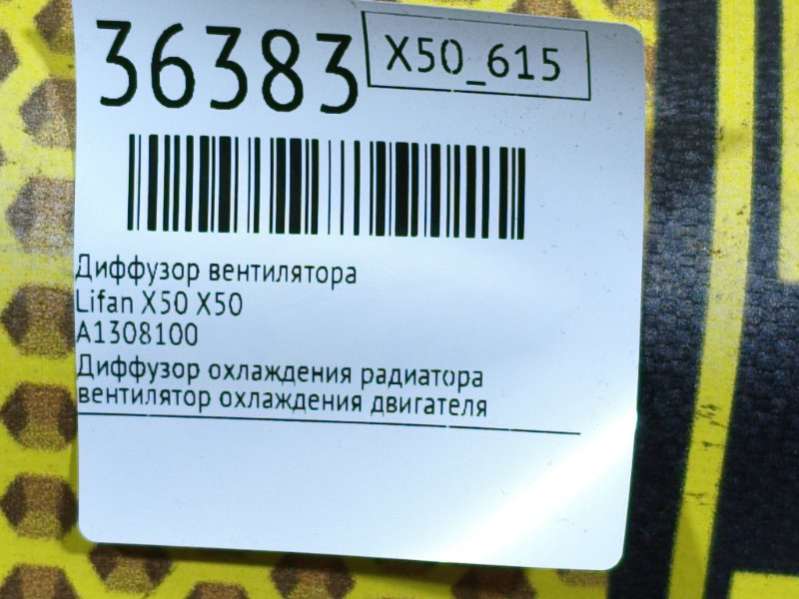 36383
X50_615
Диффузор вентилятора
Lifan X50 X50
A1308100
Диффузор охлаждения радиатора
вентилятор охлаждения двигателя